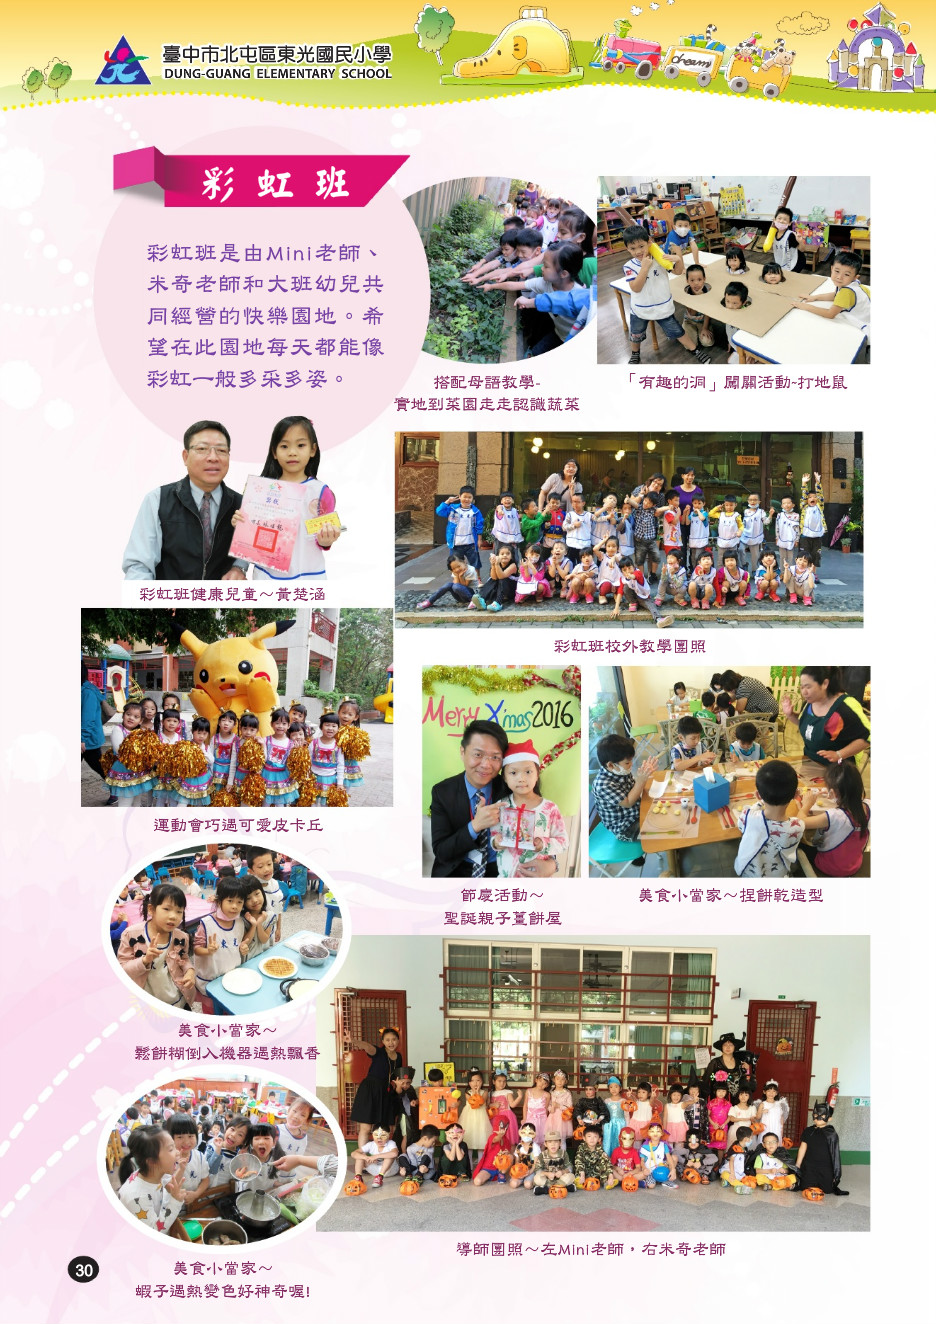 臺中市北屯區東光國民小學
DUNG-GUANG ELEMENTARY SCHOOL
dream
彩虹班
彩虹班是由Mini老師、
米奇老師和大班幼兒共
同經營的快樂園地。希
望在此園地每天都能像
彩虹一般多采多姿。
搭配母語教學-
實地到菜園走走認識蔬菜
「有趣的洞」闖關活動~打地鼠
彩虹班健康兒童～黃楚涵
彩虹班校外教學團照
運動會巧遇可愛皮卡丘
Merry X'mas 2016
節慶活動～
聖誕親子薑餅屋
美食小當家～捏餅乾造型
美食小當家～
鬆餅糊倒入機器遇熱飄香
導師團照～左Mini老師，右米奇老師
美食小當家～
蝦子遇熱變色好神奇喔!
30